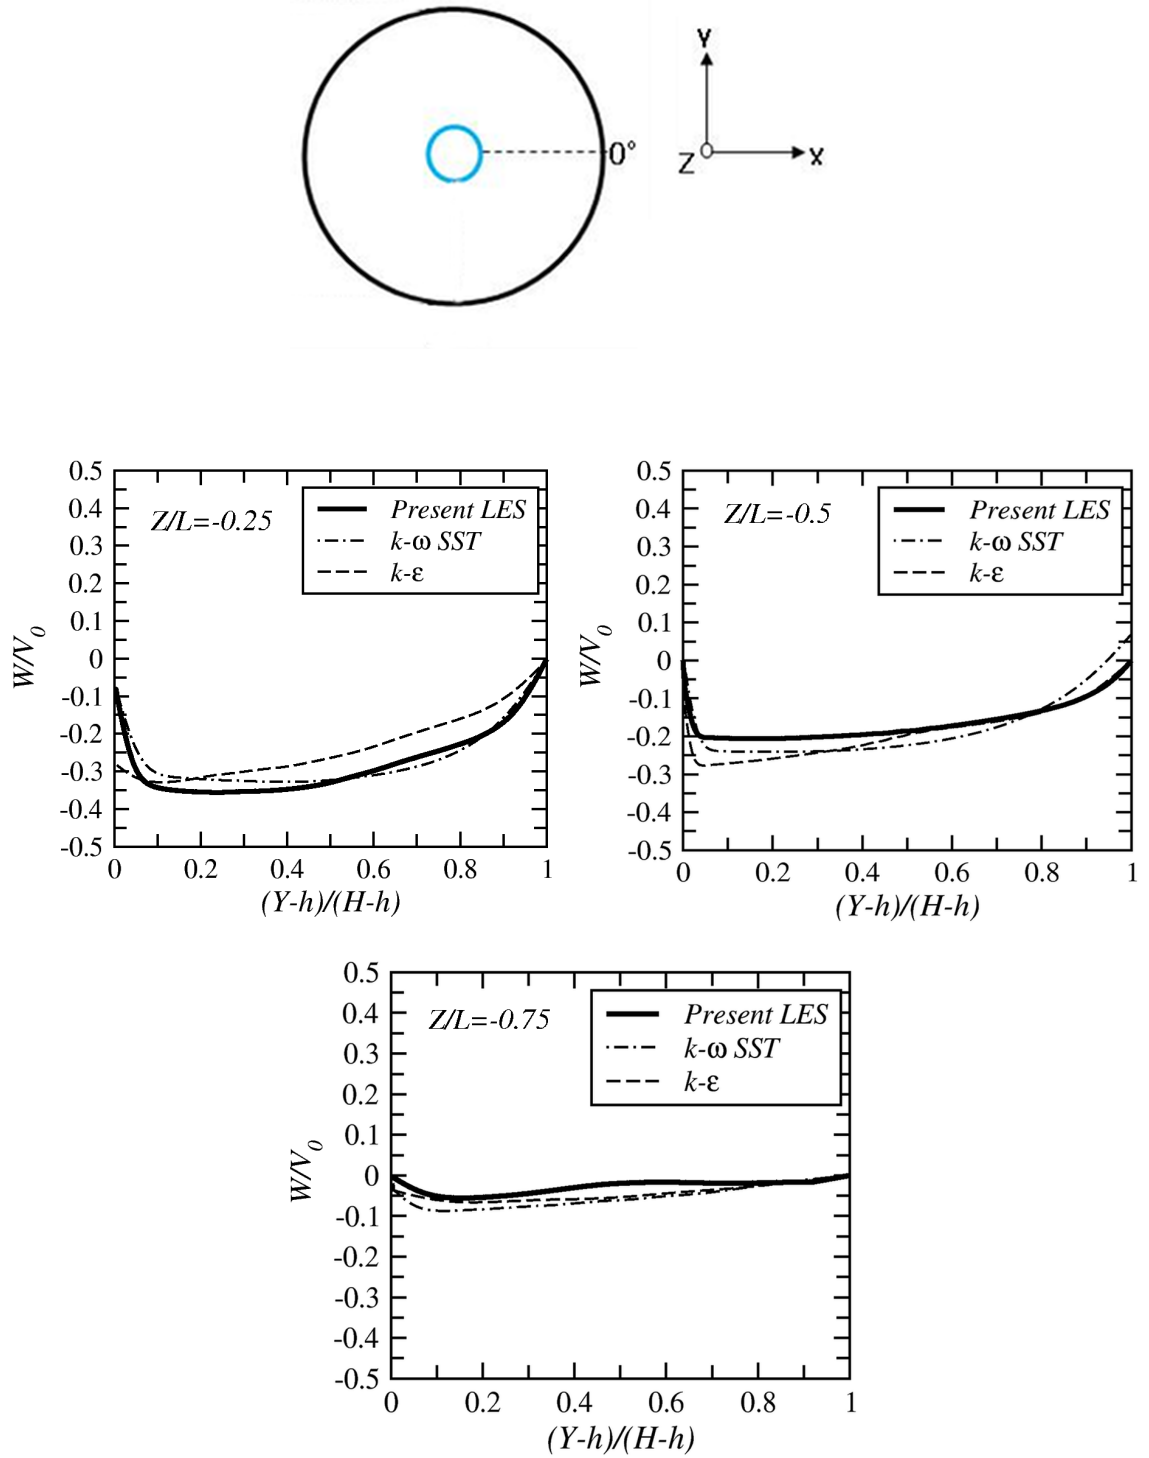 Y
0°
Z
X
0.5
0.4
0.3
0.2
0.1
0
-0.1
-0.2
-0.3
-0.4
-0.5
W/V0
Z/L=-0.25
Present LES
k-ω SST
k-ε
0 0.2 0.4 0.6 0.8 1
(Y-h)/(H-h)
0.5
0.4
0.3
0.2
0.1
0
-0.1
-0.2
-0.3
-0.4
-0.5
W/V0
Z/L=-0.5
Present LES
k-ω SST
k-ε
0 0.2 0.4 0.6 0.8 1
(Y-h)/(H-h)
0.5
0.4
0.3
0.2
0.1
0
-0.1
-0.2
-0.3
-0.4
-0.5
W/V0
Z/L=-0.75
Present LES
k-ω SST
k-ε
0 0.2 0.4 0.6 0.8 1
(Y-h)/(H-h)